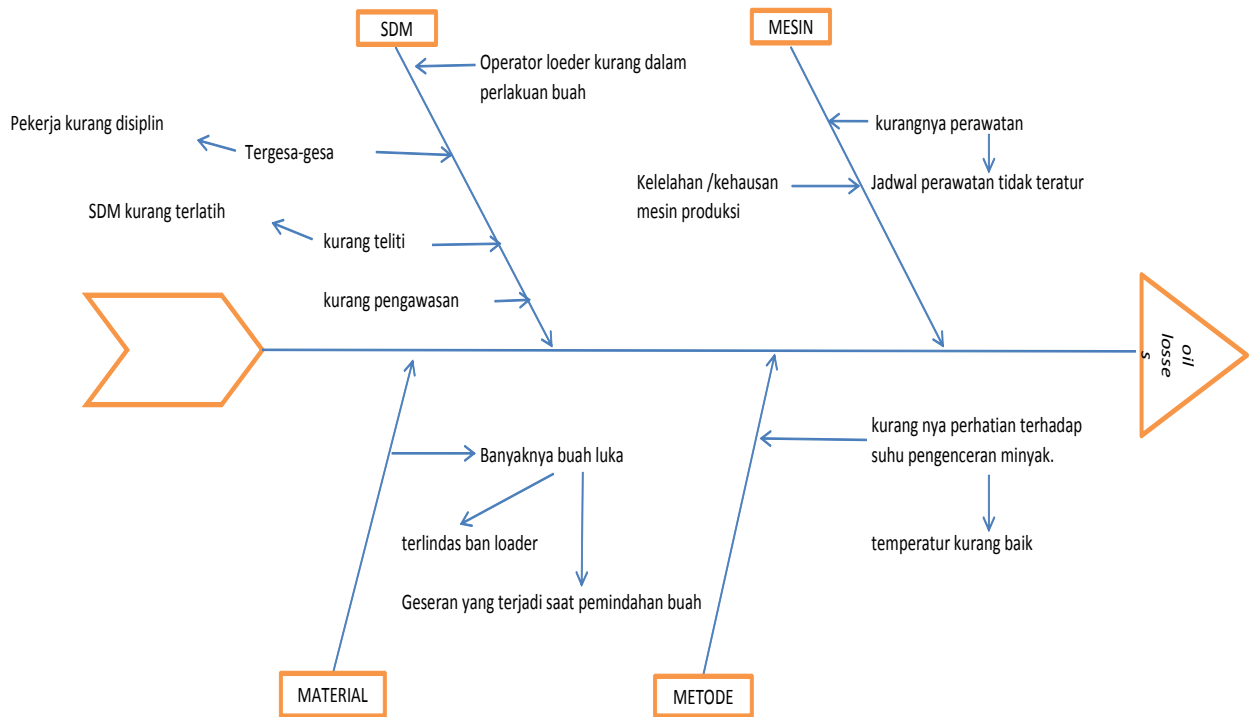 SDM
MESIN
Operator loeder kurang dalam
perlakuan buah
Pekerja kurang disiplin
Tergesa-gesa
kurangnya perawatan
Kelelahan /kehausan
mesin produksi
Jadwal perawatan tidak teratur
SDM kurang terlatih
kurang teliti
kurang pengawasan
oil
losse
s
kurang nya perhatian terhadap
suhu pengenceran minyak.
Banyaknya buah luka
terlindas ban loader
temperatur kurang baik
Geseran yang terjadi saat pemindahan buah
MATERIAL
METODE